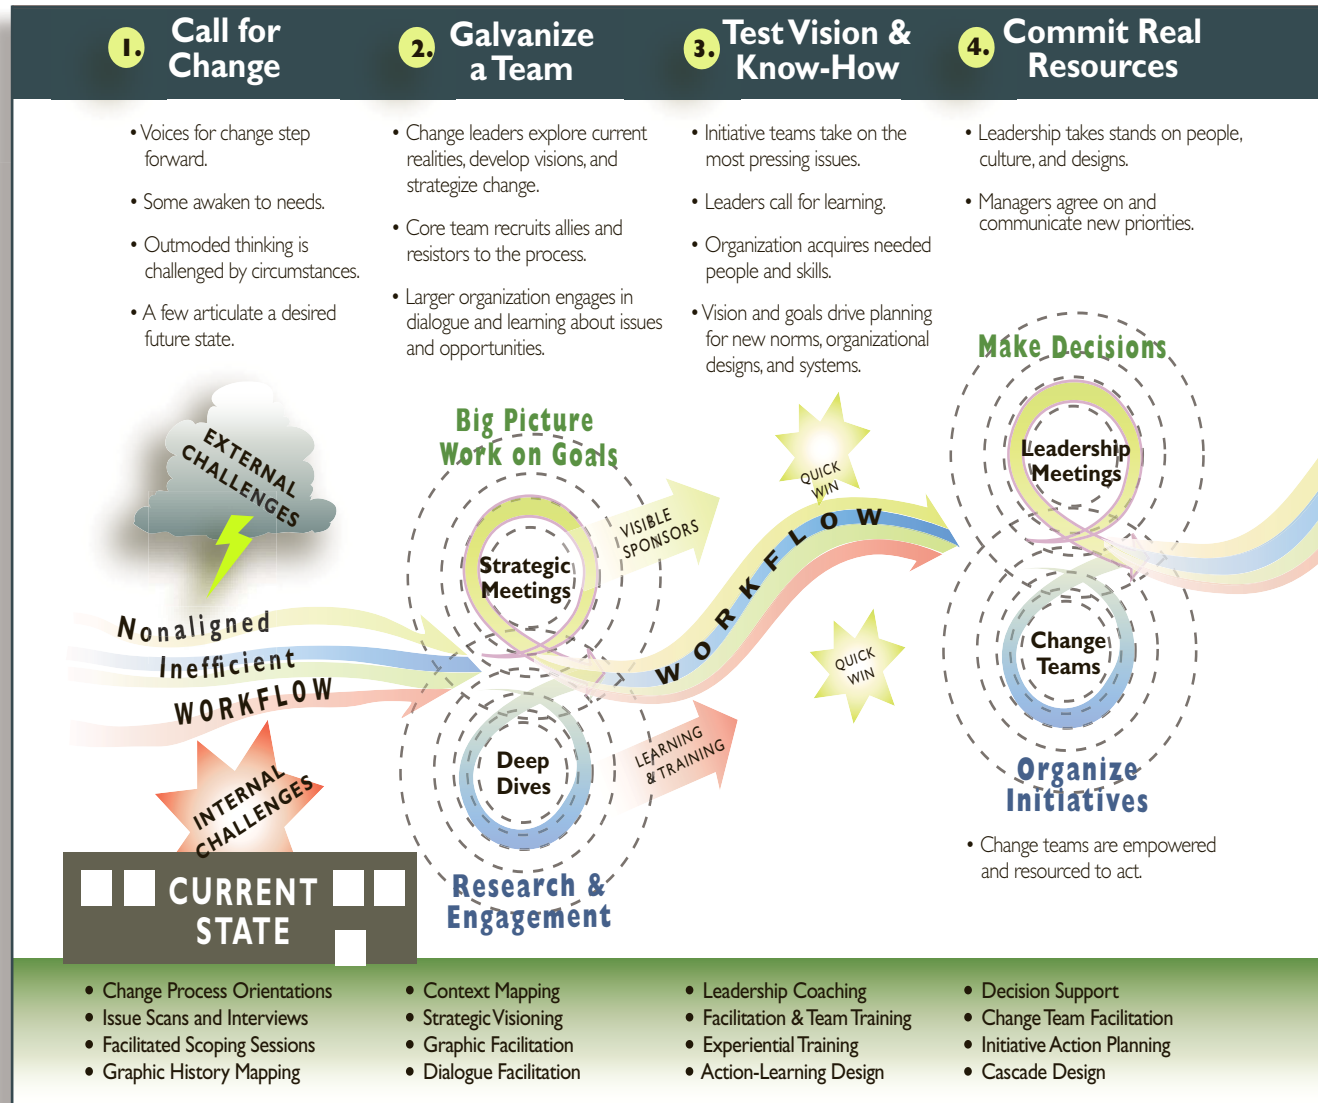 1. Call for
Change
2. Galvanize
a Team
3. Test Vision &
Know-How
4. Commit Real
Resources
• Voices for change step
forward.
• Some awaken to needs.
• Outmoded thinking is
challenged by circumstances.
• A few articulate a desired
future state.
• Change leaders explore current
realities, develop visions, and
strategize change.
• Core team recruits allies and
resistors to the process.
• Larger organization engages in
dialogue and learning about issues
and opportunities.
• Initiative teams take on the
most pressing issues.
• Leaders call for learning.
• Organization acquires needed
people and skills.
• Vision and goals drive planning
for new norms, organizational
designs, and systems.
• Leadership takes stands on people,
culture, and designs.
• Managers agree on and
communicate new priorities.
EXTERNAL
CHALLENGES
Nonaligned
Inefficient
WORKFLOW
INTERNAL
CHALLENGES
CURRENT
STATE
Big Picture
Work on Goals
Strategic
Meetings
Deep
Dives
Research &
Engagement
VISIBLE
SPONSORS
LEARNING
& TRAINING
WORKFLOW
QUICK
WIN
QUICK
WIN
Make Decisions
Leadership
Meetings
Change
Teams
Organize
Initiatives
• Change teams are empowered
and resourced to act.
• Change Process Orientations
• Issue Scans and Interviews
• Facilitated Scoping Sessions
• Graphic History Mapping
• Context Mapping
• Strategic Visioning
• Graphic Facilitation
• Dialogue Facilitation
• Leadership Coaching
• Facilitation & Team Training
• Experiential Training
• Action-Learning Design
• Decision Support
• Change Team Facilitation
• Initiative Action Planning
• Cascade Design